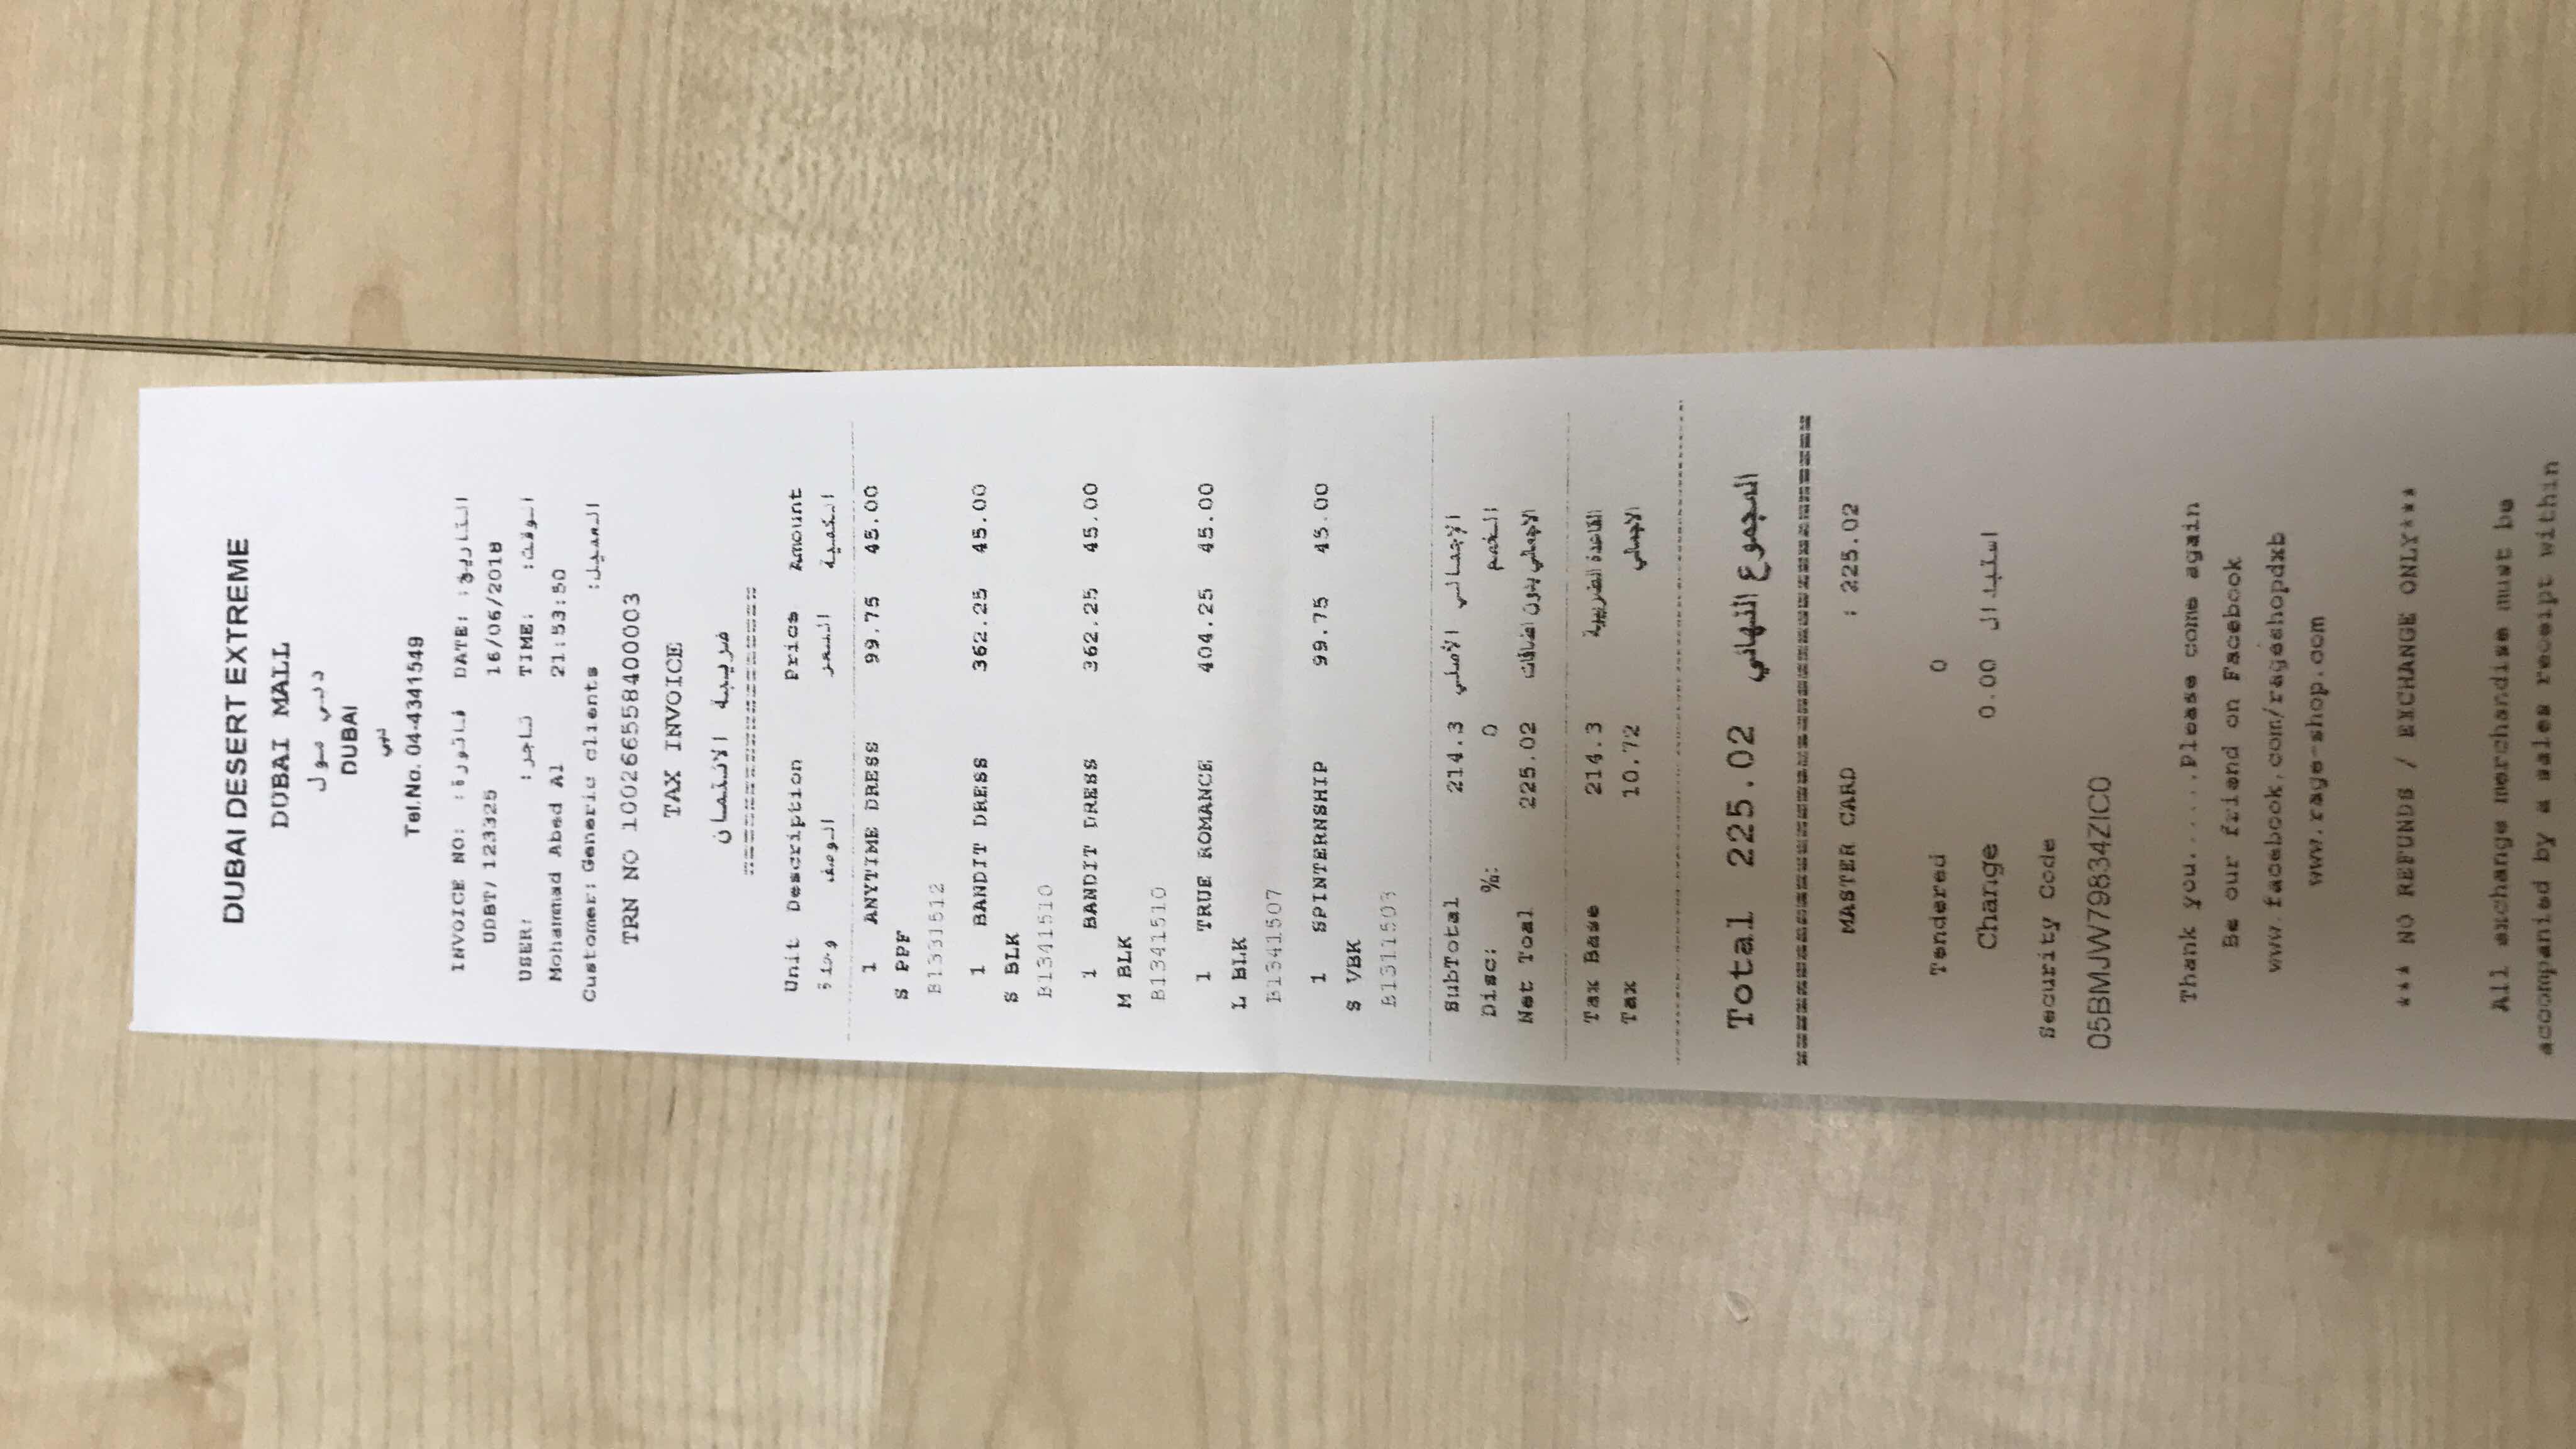 DUBAI DESERT EXTREME
DUBAI MALL
دبي مول
DUBAI
دبي
Tel.No. 04-4341549
INVOICE NO: فاتورة: DATE: التاريخ:
UDBT/ 123325 16/06/2018
USER: تاجر: TIME: الوقت:
Mohammad Abed Al 21:53:50
Customer: Generic clients العميل:
TRN NO 100266558400003
TAX INVOICE
ضريبة الائتمان
==================
Unit Description Price Amount
وحدة الوصف السعر الكمية
1 ANYTIME DRESS 99.75 45.00
S PPF
B1331512
1 BANDIT DRESS 362.25 45.00
S BLK
B1341510
1 BANDIT DRESS 362.25 45.00
M BLK
B1341510
1 TRUE ROMANCE 404.25 45.00
L BLK
B1341507
1 SPINTERNSHIP 99.75 45.00
S VBK
B1311503
SubTotal 214.3 الإجمالي الأصلي
Disc: %: 0 الخصم
Net Toal 225.02 الاجمالي بدون اضافات
Tax Base 214.3 القاعدة الضريبية
Tax 10.72 الاجمالي
Total 225.02 المجموع النهائي
MASTER CARD : 225.02
Tendered 0
Change 0.00 استبدال
Security Code
05BMJW79834ZIC0
Thank you......Please come again
Be our friend on Facebook
www.facebook.com/rageshopdxb
www.rage-shop.com
*** NO REFUNDS / EXCHANGE ONLY***
All exchange merchandise must be
accompanied by a sales receipt within